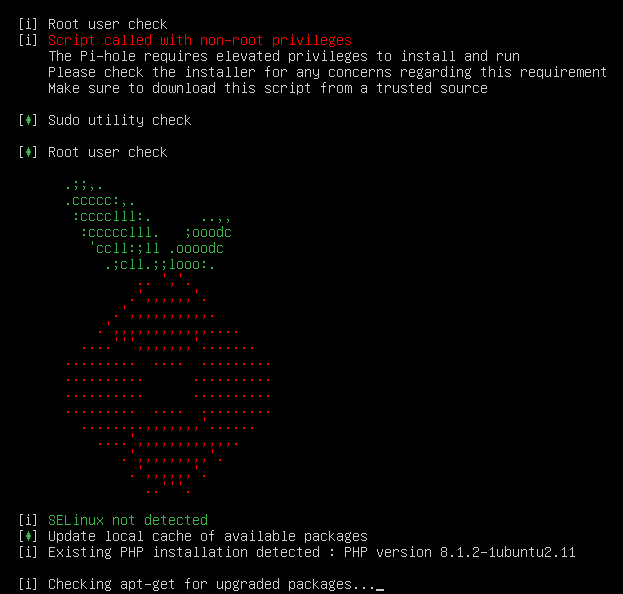 [i] Root user check
[i] Script called with non-root privileges
The Pi-hole requires elevated privileges to install and run
Please check the installer for any concerns regarding this requirement
Make sure to download this script from a trusted source
[♦] Sudo utility check
[♦] Root user check
.;;,.
.ccccc:,.
:cccclll:.      ..,,
:ccccclll.   ;ooodc
'ccll:;ll .oooodc
.;cll.;;looo:.
.. ','.
.',,,,,,'.
.',,,,,,,,,,.
.',,,,,,,,,,,,....
....''',,,,,,,'.......
.........  ....  .........
..........      ..........
..........      ..........
.........  ....  .........
........,,,,,,,'......
....',,,,,,,,,,,,.
.',,,,,,,,,'.
.',,,,,,'.
..'''.
[i] SELinux not detected
[♦] Update local cache of available packages
[i] Existing PHP installation detected : PHP version 8.1.2-1ubuntu2.11
[i] Checking apt-get for upgraded packages..._